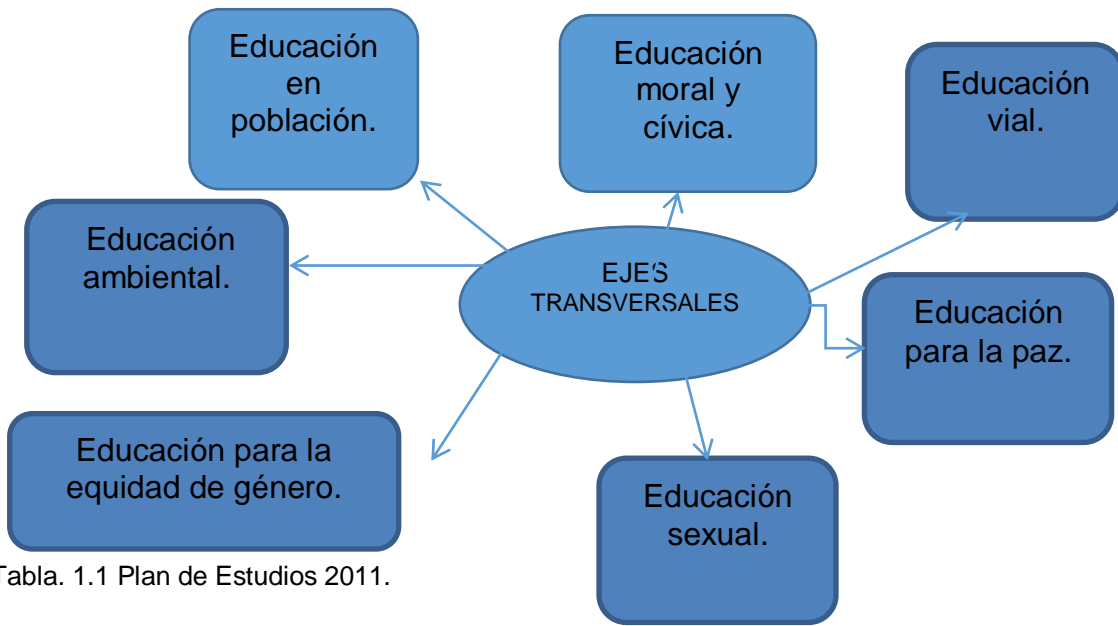 Educación
en
población.
Educación
moral y
cívica.
Educación
vial.
Educación
ambiental.
EJES
TRANSVERSALES
Educación
para la paz.
Educación para la
equidad de género.
Educación
sexual.
Tabla. 1.1 Plan de Estudios 2011.